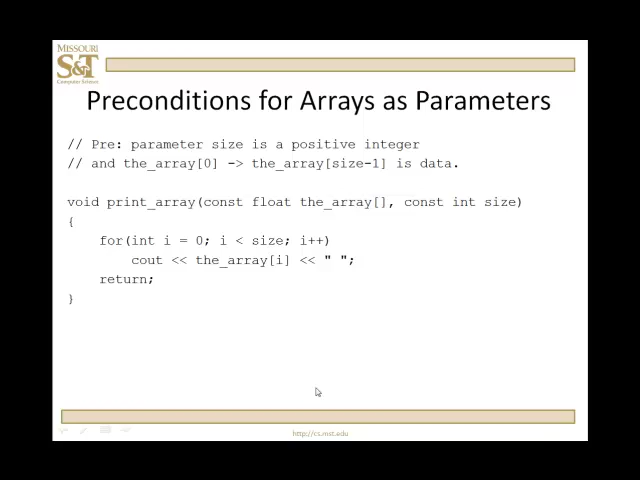 MISSOURI
S&T
Computer Science
Preconditions for Arrays as Parameters
// Pre: parameter size is a positive integer
// and the_array[0] -> the_array[size-1] is data.
void print_array(const float the_array[], const int size)
{
for(int i = 0; i < size; i++)
cout << the_array[i] << " ";
return;
}
http://cs.mst.edu